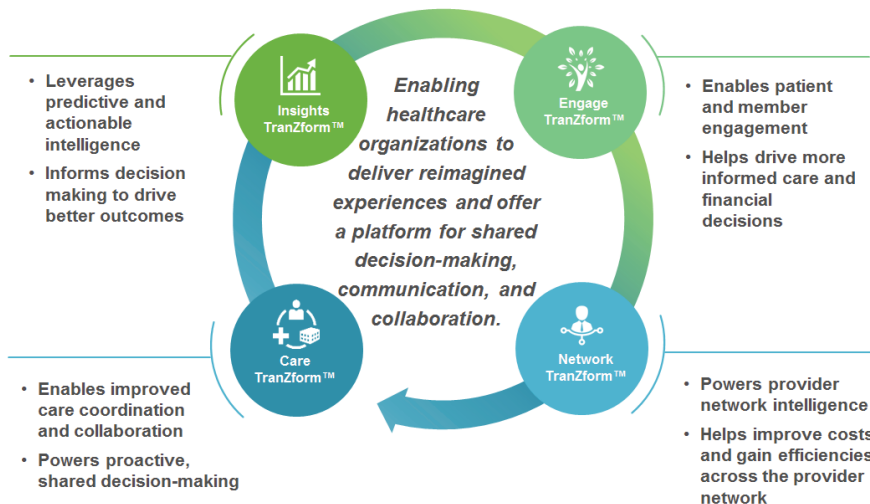 • Leverages
predictive and
actionable
intelligence
• Informs decision
making to drive
better outcomes
Insights
TranZform™
Enabling
healthcare
organizations to
deliver reimagined
experiences and offer
a platform for shared
decision-making,
communication, and
collaboration.
Engage
TranZform™
• Enables patient
and member
engagement
• Helps drive more
informed care and
financial
decisions
Care
TranZform™
• Enables improved
care coordination
and collaboration
• Powers proactive,
shared decision-making
Network
TranZform™
• Powers provider
network intelligence
• Helps improve costs
and gain efficiencies
across the provider
network